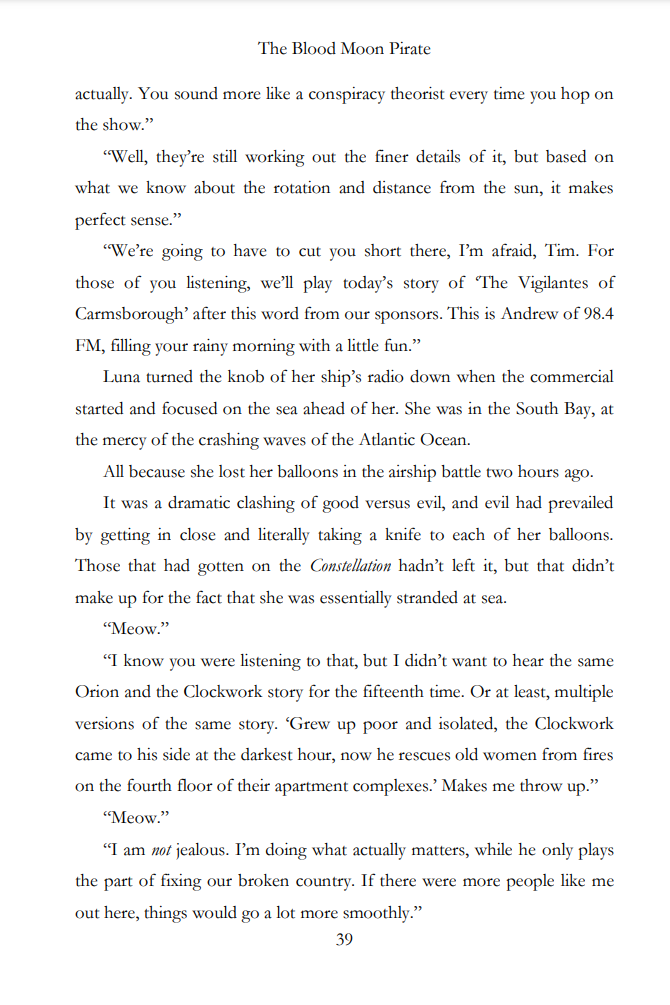 The Blood Moon Pirate
actually. You sound more like a conspiracy theorist every time you hop on
the show.”
“Well, they’re still working out the finer details of it, but based on
what we know about the rotation and distance from the sun, it makes
perfect sense.”
“We’re going to have to cut you short there, I’m afraid, Tim. For
those of you listening, we’ll play today’s story of ‘The Vigilantes of
Carmsborough’ after this word from our sponsors. This is Andrew of 98.4
FM, filling your rainy morning with a little fun.”
Luna turned the knob of her ship’s radio down when the commercial
started and focused on the sea ahead of her. She was in the South Bay, at
the mercy of the crashing waves of the Atlantic Ocean.
All because she lost her balloons in the airship battle two hours ago.
It was a dramatic clashing of good versus evil, and evil had prevailed
by getting in close and literally taking a knife to each of her balloons.
Those that had gotten on the Constellation hadn’t left it, but that didn’t
make up for the fact that she was essentially stranded at sea.
“Meow.”
“I know you were listening to that, but I didn’t want to hear the same
Orion and the Clockwork story for the fifteenth time. Or at least, multiple
versions of the same story. ‘Grew up poor and isolated, the Clockwork
came to his side at the darkest hour, now he rescues old women from fires
on the fourth floor of their apartment complexes.’ Makes me throw up.”
“Meow.”
“I am not jealous. I’m doing what actually matters, while he only plays
the part of fixing our broken country. If there were more people like me
out here, things would go a lot more smoothly.”
39